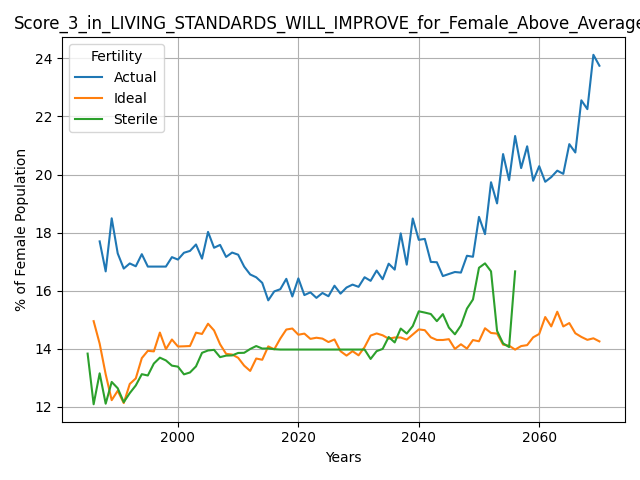 Score_3_in_LIVING_STANDARDS_WILL_IMPROVE_for_Female_Above_Average
Fertility
Actual
Ideal
Sterile
% of Female Population
24
22
20
18
16
14
12
2000 2020 2040 2060
Years